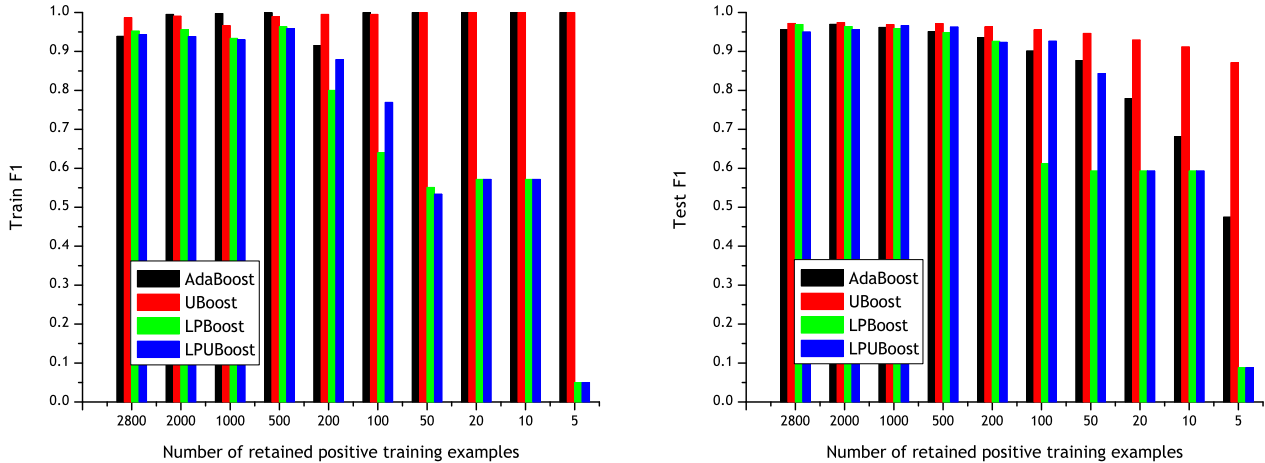 Train F1
1.0
0.9
0.8
0.7
0.6
0.5
0.4
0.3
0.2
0.1
0.0
AdaBoost
UBoost
LPBoost
LPUBoost
2800 2000 1000 500 200 100 50 20 10 5
Number of retained positive training examples
Test F1
1.0
0.9
0.8
0.7
0.6
0.5
0.4
0.3
0.2
0.1
0.0
AdaBoost
UBoost
LPBoost
LPUBoost
2800 2000 1000 500 200 100 50 20 10 5
Number of retained positive training examples